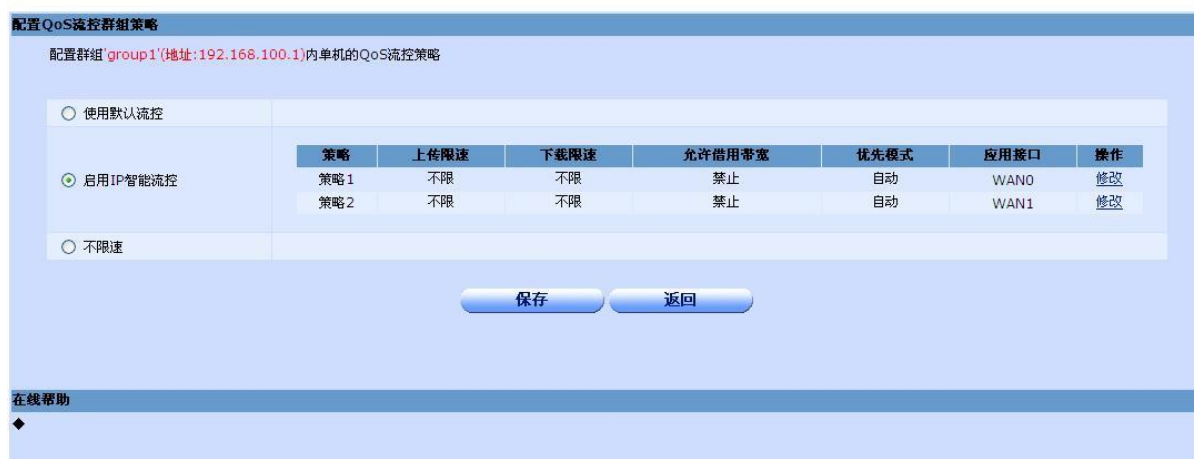 配置QoS流控群组策略
配置群组'group1'(地址:192.168.100.1)内单机的QoS流控策略
使用默认流控
启用IP智能流控
策略 上传限速 下载限速 允许借用带宽 优先模式 应用接口 操作
策略1 不限 不限 禁止 自动 WAN0 修改
策略2 不限 不限 禁止 自动 WAN1 修改
不限速
保存 返回
在线帮助